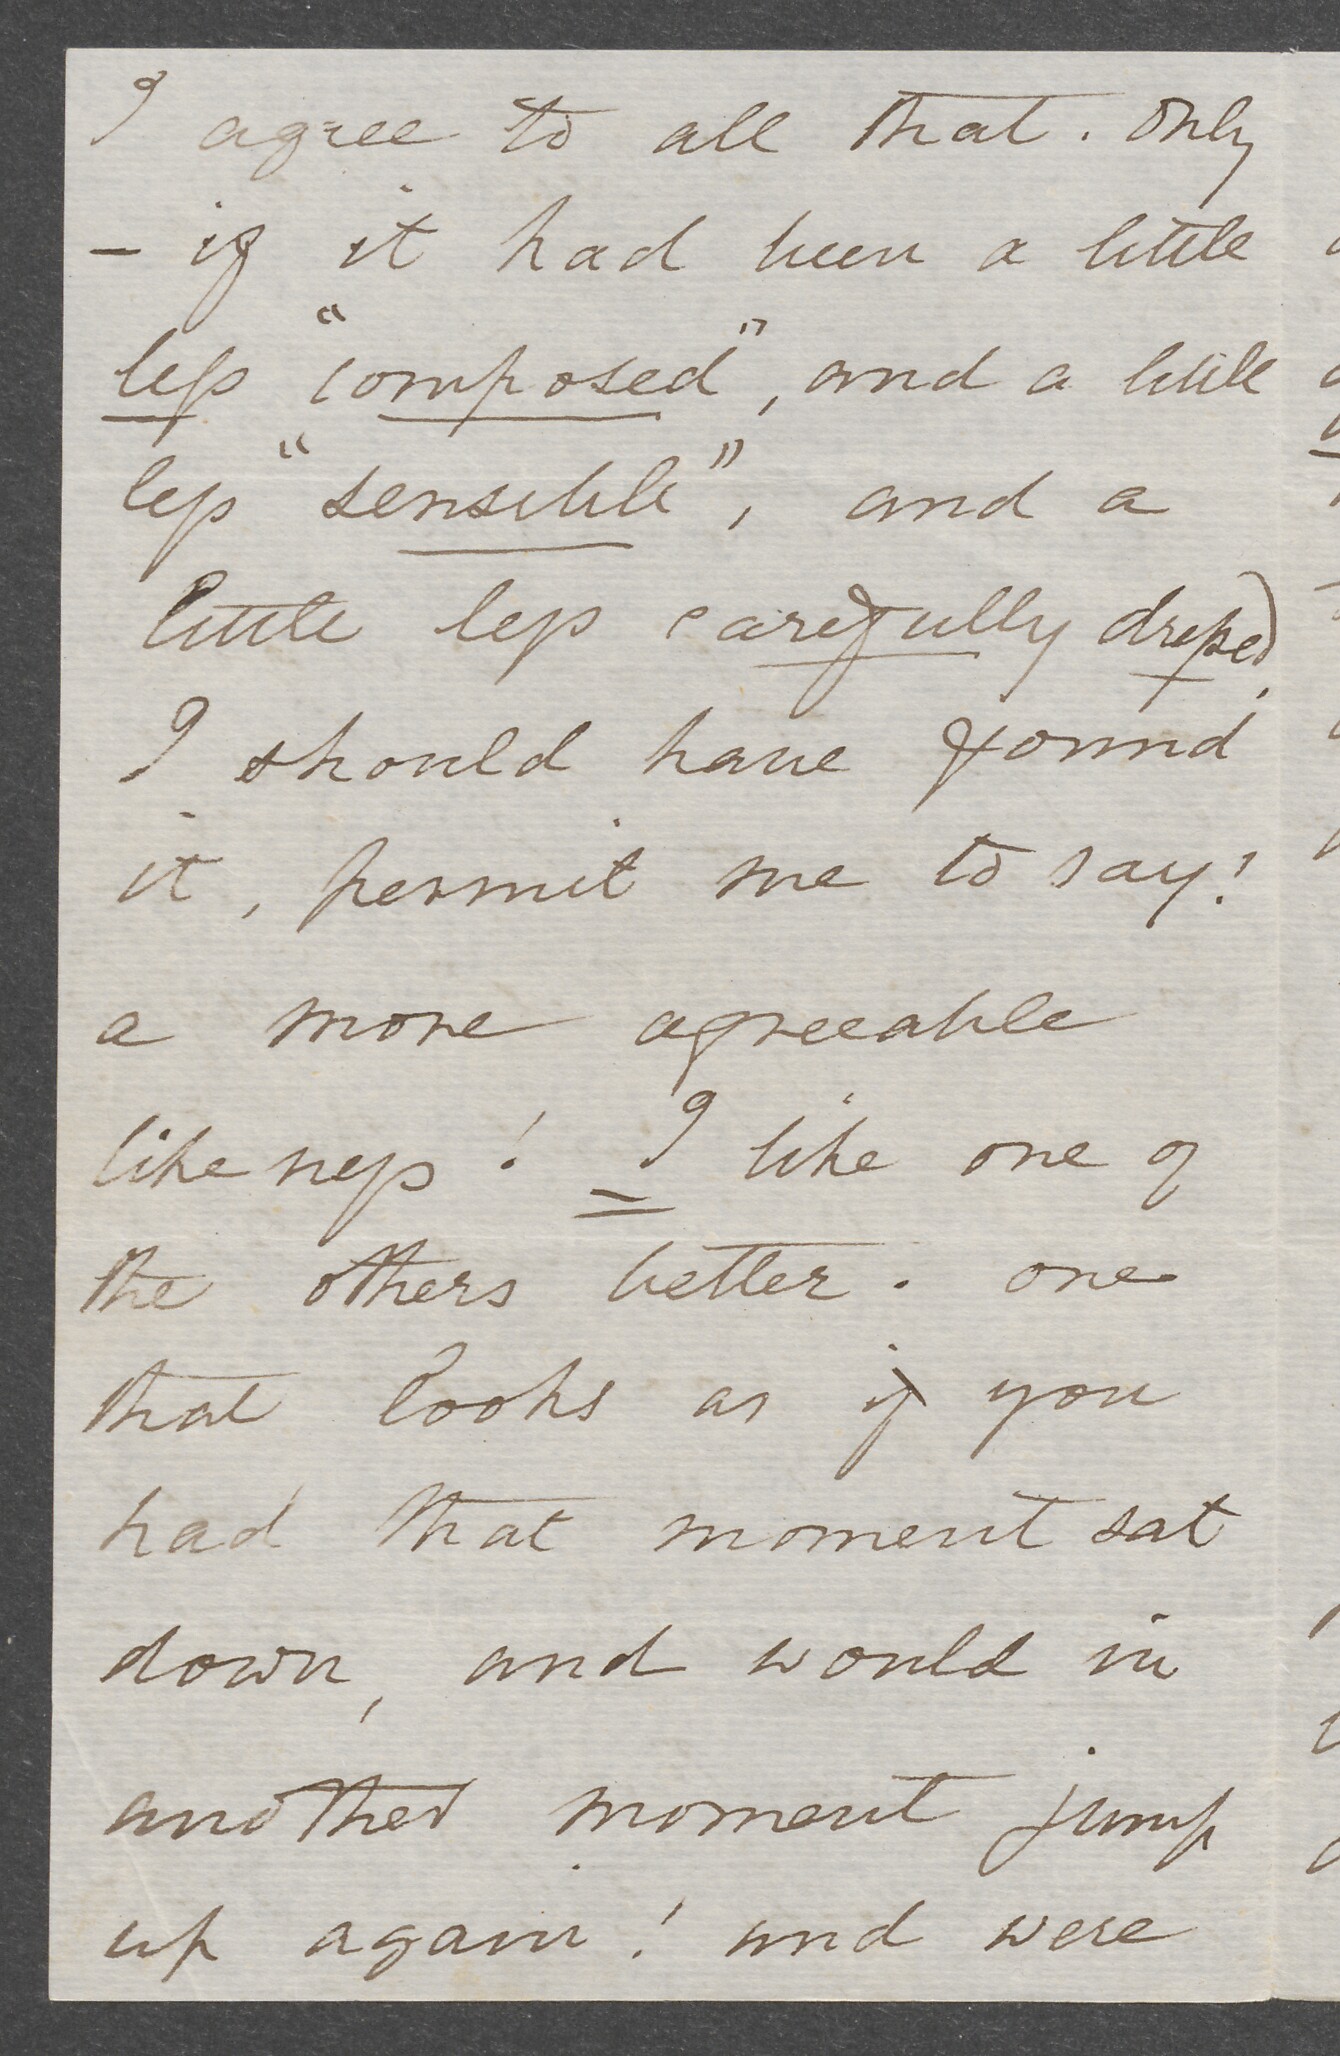 I agree to all that. Only
– if it had been a little
less "composed", and a little
less "sensible", and a
little less carefully dressed,
I should have found
it, permit me to say!
a more agreeable
likeness! I like one of
the others better. one
that looks as if you
had that moment sat
down, and would in
another moment jump
up again! and were